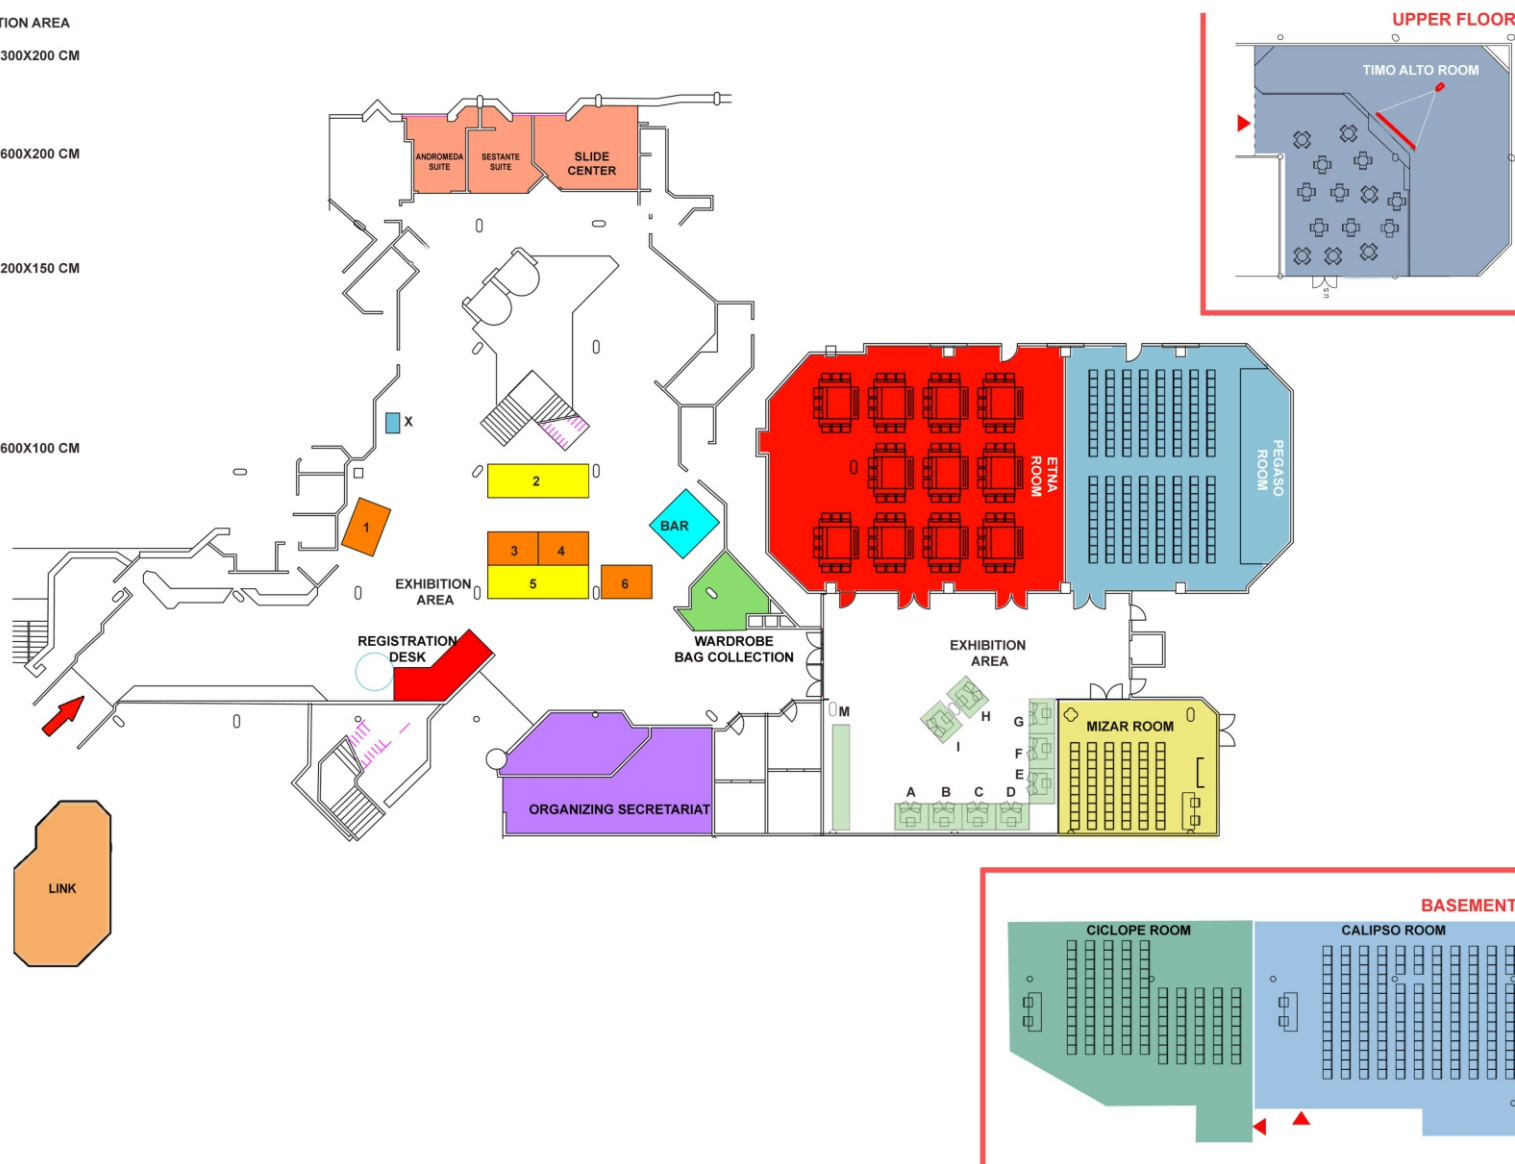 TION AREA
300X200 CM
600X200 CM
200X150 CM
600X100 CM
UPPER FLOOR
TIMO ALTO ROOM
ANDROMEDA
SUITE
SESTANTE
SUITE
SLIDE
CENTER
X
2
1
3
4
5
6
BAR
EXHIBITION
AREA
REGISTRATION
DESK
WARDROBE
BAG COLLECTION
ETNA
ROOM
PEGASO
ROOM
EXHIBITION
AREA
M
H
I
G
F
E
A
B
C
D
MIZAR ROOM
ORGANIZING SECRETARIAT
LINK
BASEMENT
CICLOPE ROOM
CALIPSO ROOM